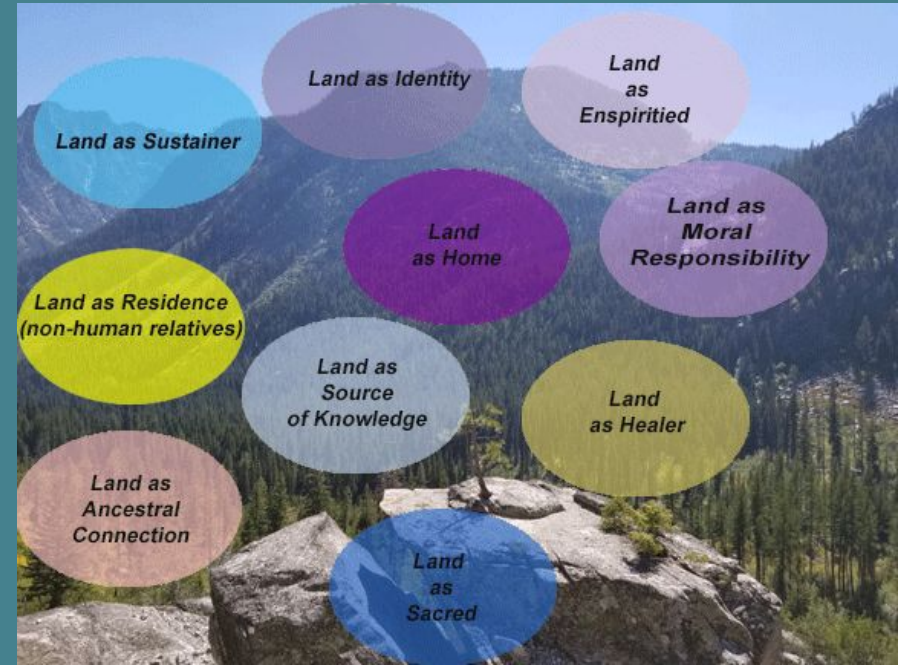 Land as Identity
Land
as
Enspiritied
Land as Sustainer
Land as
Moral
Responsibility
Land
as Home
Land as Residence
(non-human relatives)
Land as
Source
of Knowledge
Land
as Healer
Land as
Ancestral
Connection
Land
as
Sacred